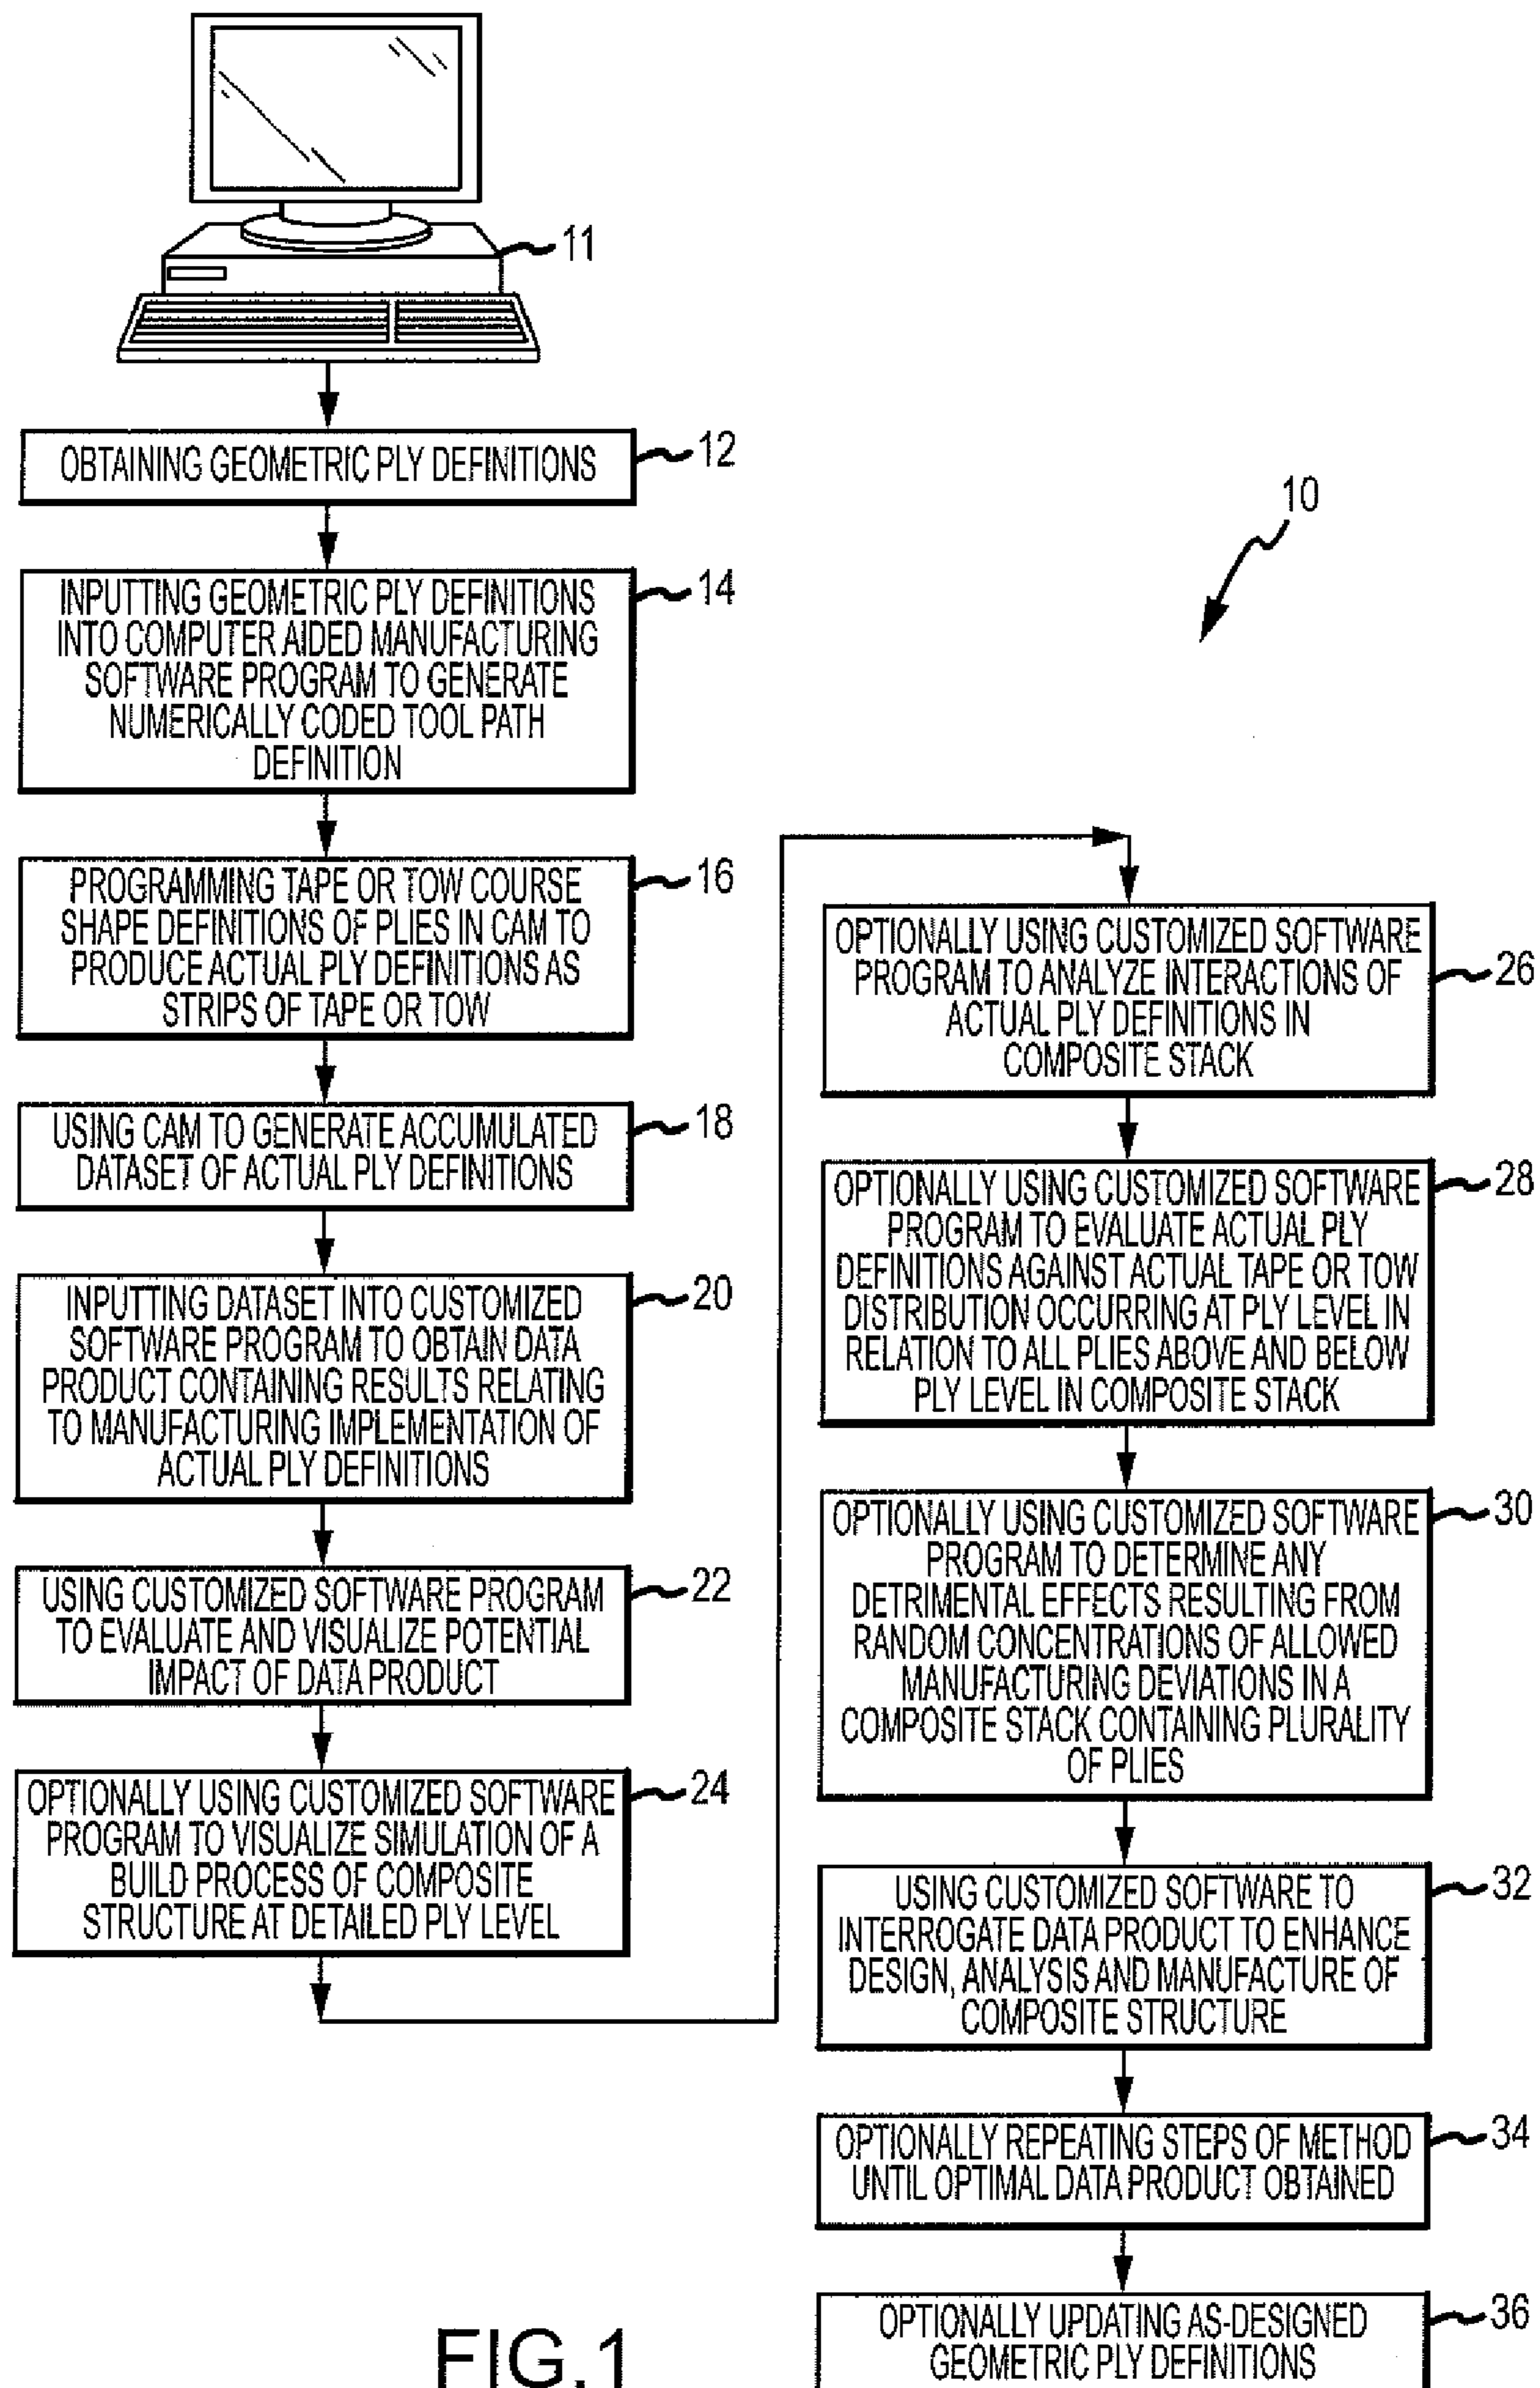 11
OBTAINING GEOMETRIC PLY DEFINITIONS
12
INPUTTING GEOMETRIC PLY DEFINITIONS
INTO COMPUTER AIDED MANUFACTURING
SOFTWARE PROGRAM TO GENERATE
NUMERICALLY CODED TOOL PATH
DEFINITION
14
PROGRAMMING TAPE OR TOW COURSE
SHAPE DEFINITIONS OF PLIES IN CAM TO
PRODUCE ACTUAL PLY DEFINITIONS AS
STRIPS OF TAPE OR TOW
16
USING CAM TO GENERATE ACCUMULATED
DATASET OF ACTUAL PLY DEFINITIONS
18
INPUTTING DATASET INTO CUSTOMIZED
SOFTWARE PROGRAM TO OBTAIN DATA
PRODUCT CONTAINING RESULTS RELATING
TO MANUFACTURING IMPLEMENTATION OF
ACTUAL PLY DEFINITIONS
20
USING CUSTOMIZED SOFTWARE PROGRAM
TO EVALUATE AND VISUALIZE POTENTIAL
IMPACT OF DATA PRODUCT
22
OPTIONALLY USING CUSTOMIZED SOFTWARE
PROGRAM TO VISUALIZE SIMULATION OF A
BUILD PROCESS OF COMPOSITE
STRUCTURE AT DETAILED PLY LEVEL
24
10
OPTIONALLY USING CUSTOMIZED SOFTWARE
PROGRAM TO ANALYZE INTERACTIONS OF
ACTUAL PLY DEFINITIONS IN
COMPOSITE STACK
26
OPTIONALLY USING CUSTOMIZED SOFTWARE
PROGRAM TO EVALUATE ACTUAL PLY
DEFINITIONS AGAINST ACTUAL TAPE OR TOW
DISTRIBUTION OCCURRING AT PLY LEVEL IN
RELATION TO ALL PLIES ABOVE AND BELOW
PLY LEVEL IN COMPOSITE STACK
28
OPTIONALLY USING CUSTOMIZED SOFTWARE
PROGRAM TO DETERMINE ANY
DETRIMENTAL EFFECTS RESULTING FROM
RANDOM CONCENTRATIONS OF ALLOWED
MANUFACTURING DEVIATIONS IN A
COMPOSITE STACK CONTAINING PLURALITY
OF PLIES
30
USING CUSTOMIZED SOFTWARE TO
INTERROGATE DATA PRODUCT TO ENHANCE
DESIGN, ANALYSIS AND MANUFACTURE OF
COMPOSITE STRUCTURE
32
OPTIONALLY REPEATING STEPS OF METHOD
UNTIL OPTIMAL DATA PRODUCT OBTAINED
34
OPTIONALLY UPDATING AS-DESIGNED
GEOMETRIC PLY DEFINITIONS
36
FIG.1